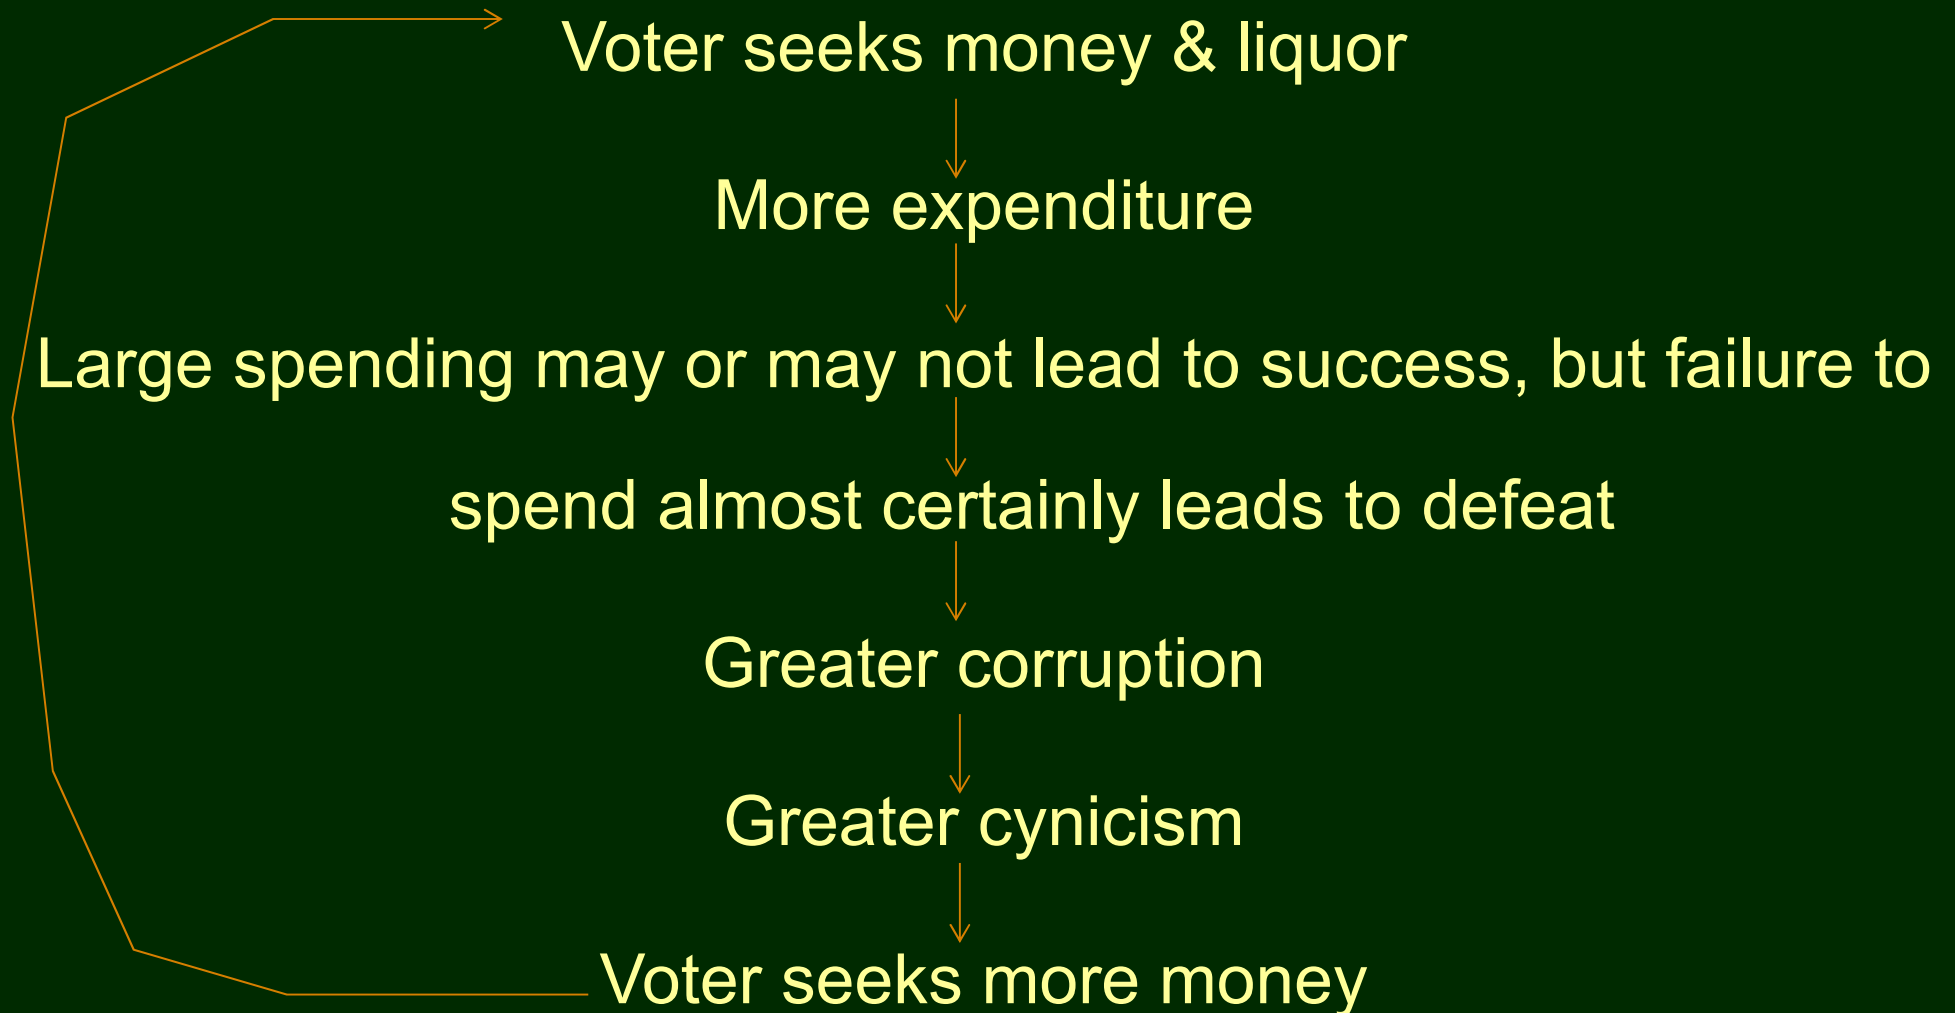 Voter seeks money & liquor
More expenditure
Large spending may or may not lead to success, but failure to
spend almost certainly leads to defeat
Greater corruption
Greater cynicism
Voter seeks more money